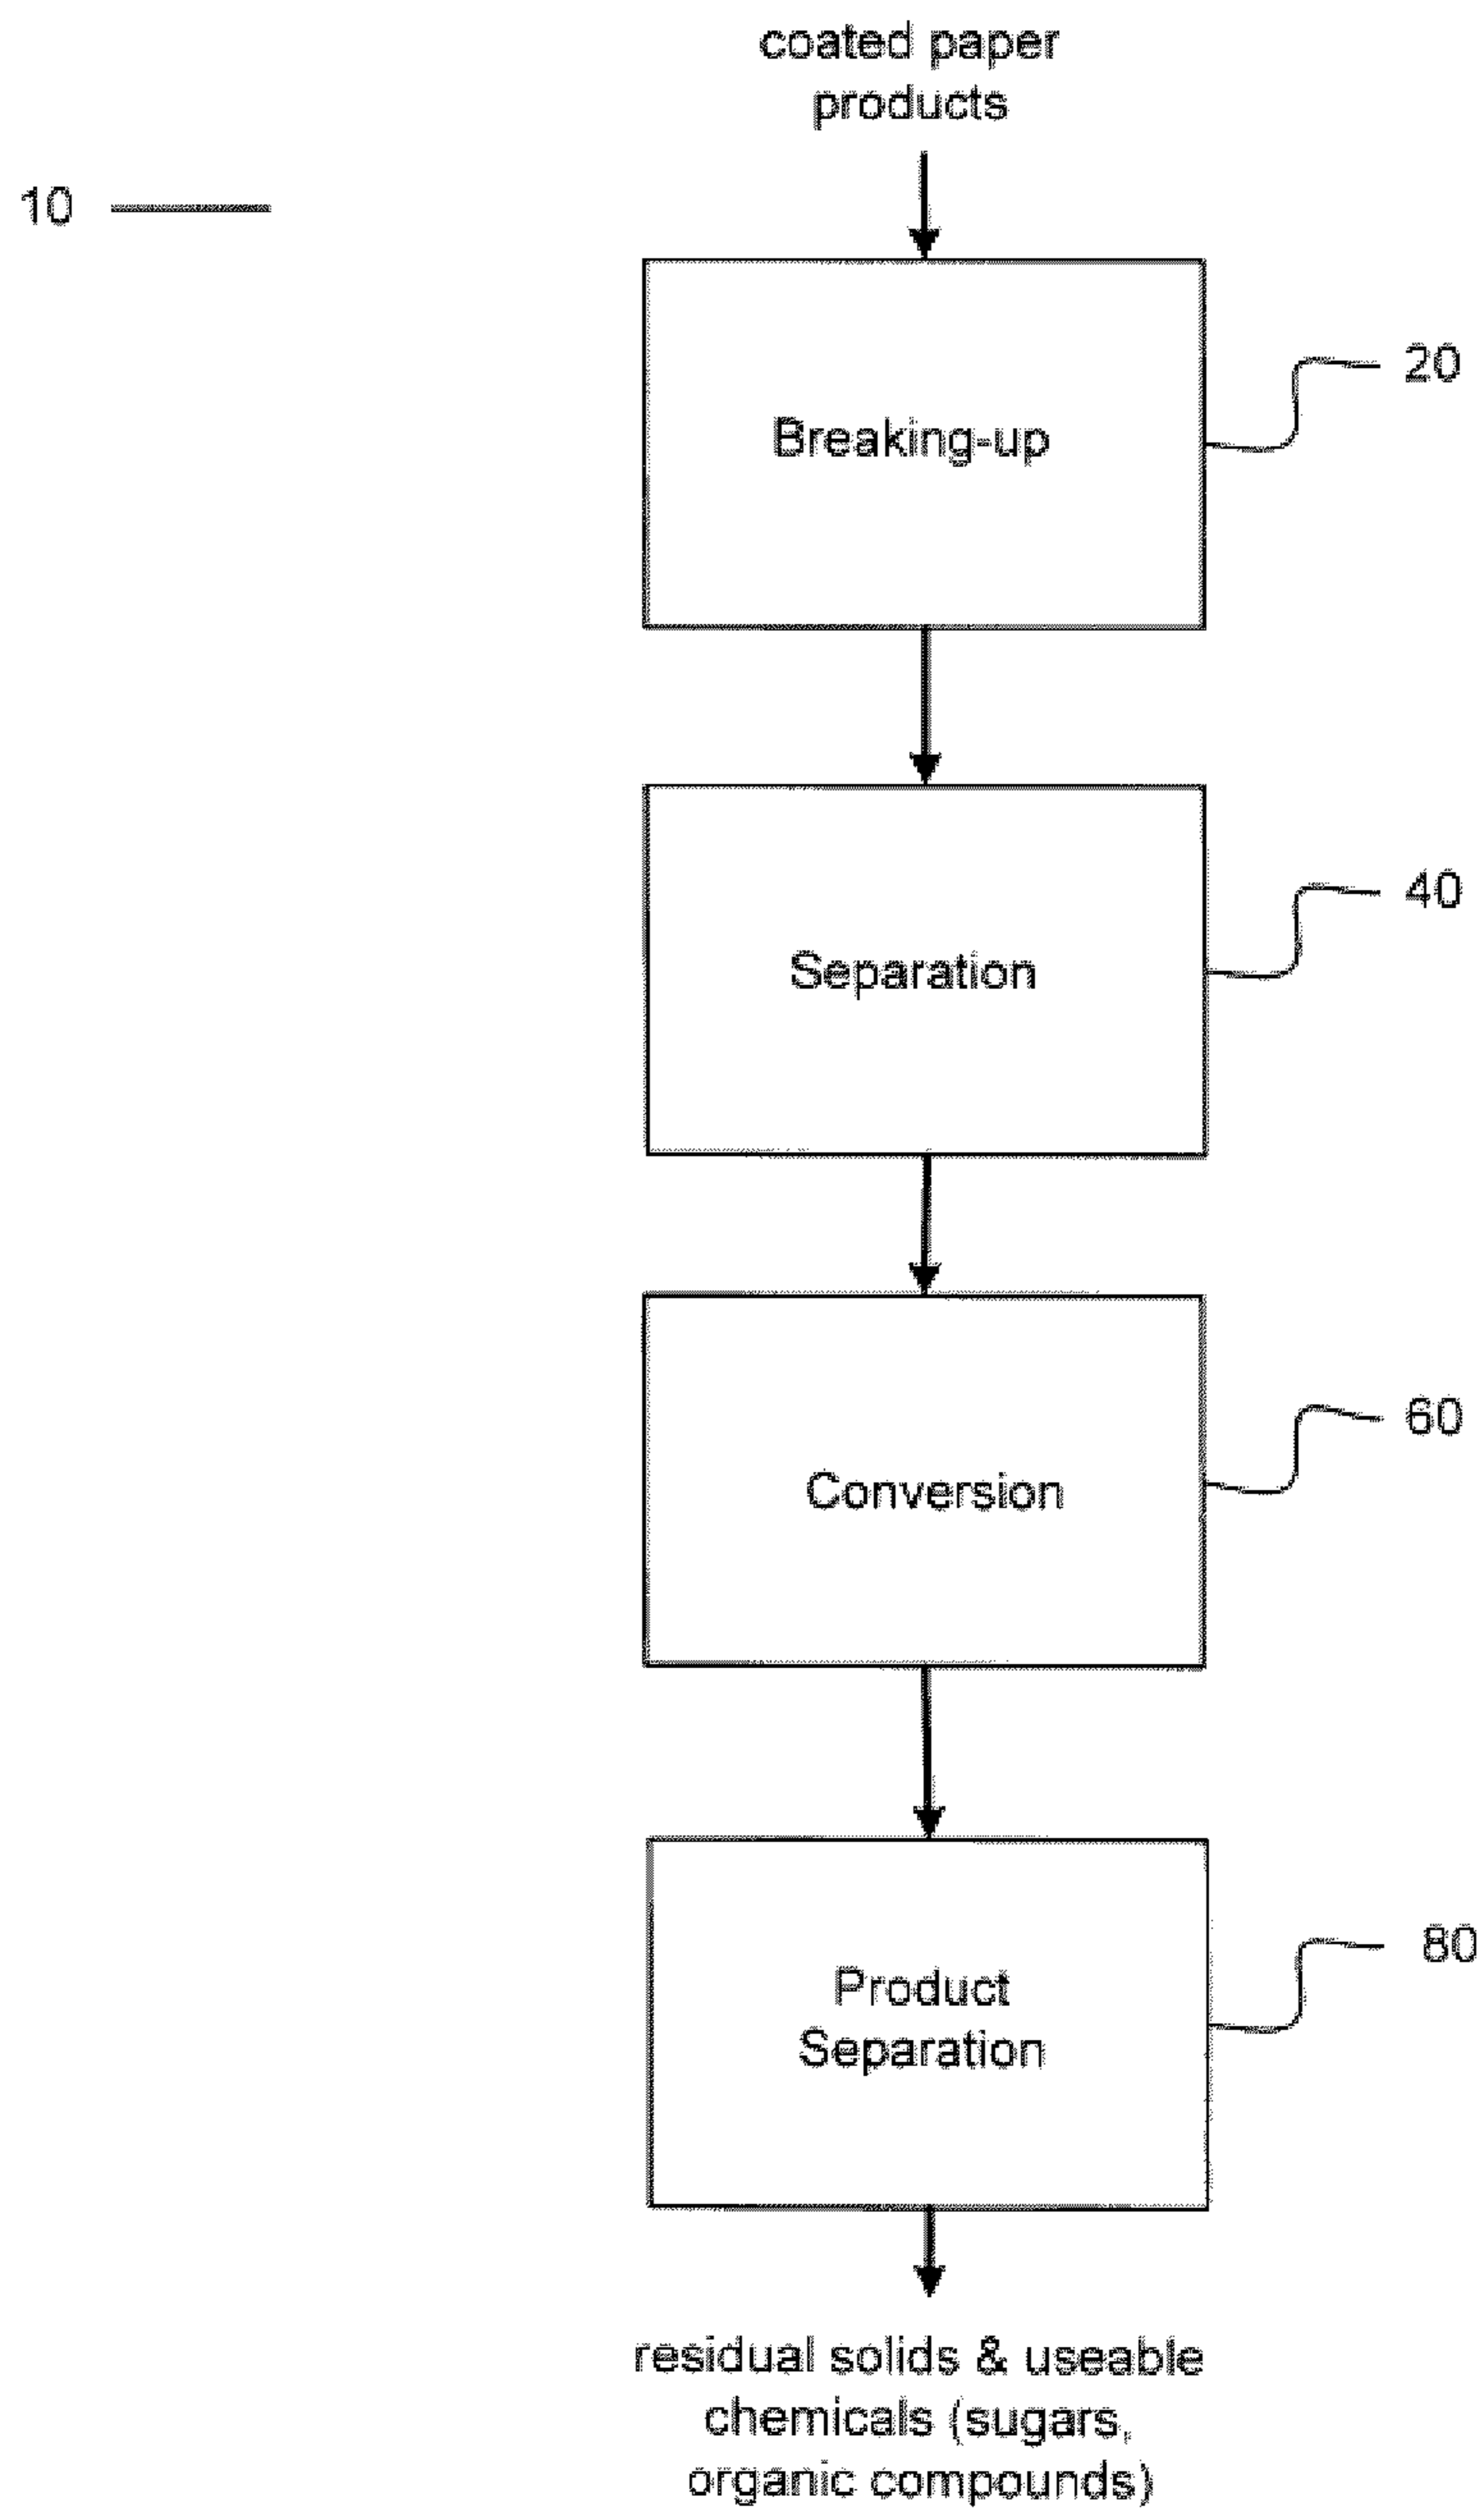 coated paper
products
10
20
Breaking-up
40
Separation
60
Conversion
80
Product
Separation
residual solids & useable
chemicals (sugars,
organic compounds)